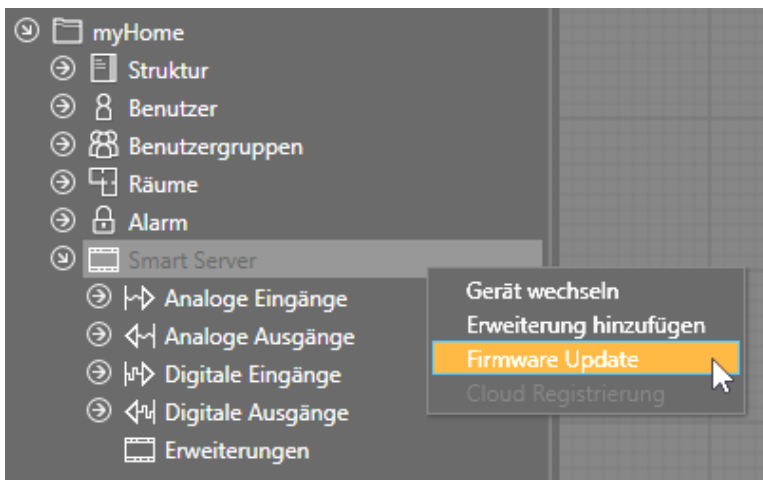 myHome
Struktur
Benutzer
Benutzergruppen
Räume
Alarm
Smart Server
Analoge Eingänge
Analoge Ausgänge
Digitale Eingänge
Digitale Ausgänge
Erweiterungen
Gerät wechseln
Erweiterung hinzufügen
Firmware Update
Cloud Registrierung